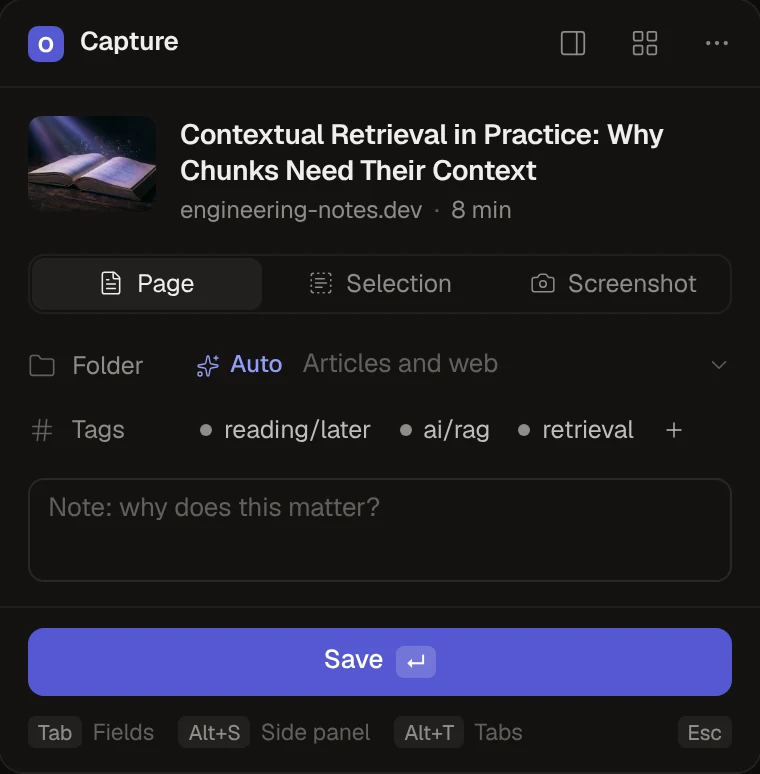 O Capture
Contextual Retrieval in Practice: Why
Chunks Need Their Context
engineering-notes.dev · 8 min
Page Selection Screenshot
Folder Auto Articles and web
# Tags reading/later ai/rag retrieval +
Note: why does this matter?
Save ↵
Tab Fields Alt+S Side panel Alt+T Tabs Esc